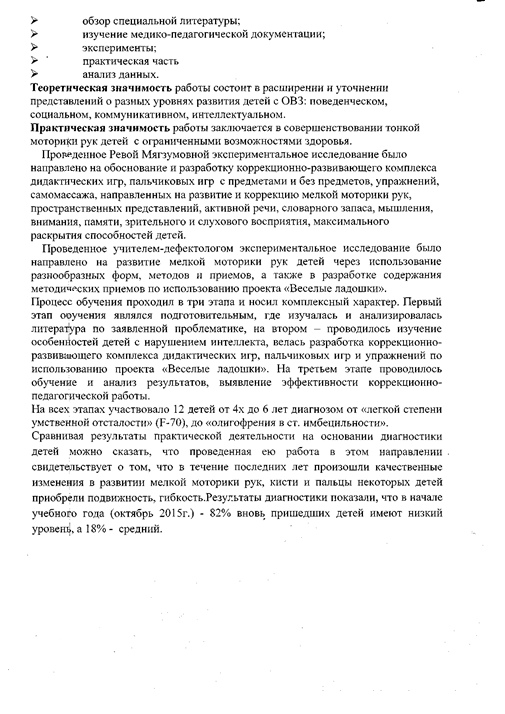 ➢ обзор специальной литературы;
➢ изучение медико-педагогической документации;
➢ эксперименты;
➢ практическая часть
➢ анализ данных.
Теоретическая значимость работы состоит в расширении и уточнении
представлений о разных уровнях развития детей с ОВЗ: поведенческом,
социальном, коммуникативном, интеллектуальном.
Практическая значимость работы заключается в совершенствовании тонкой
моторики рук детей с ограниченными возможностями здоровья.
Проведенное Ревой Мягзумовной экспериментальное исследование было
направлено на обоснование и разработку коррекционно-развивающего комплекса
дидактических игр, пальчиковых игр с предметами и без предметов, упражнений,
самомассажа, направленных на развитие и коррекцию мелкой моторики рук,
пространственных представлений, активной речи, словарного запаса, мышления,
внимания, памяти, зрительного и слухового восприятия, максимального
раскрытия способностей детей.
Проведенное учителем-дефектологом экспериментальное исследование было
направлено на развитие мелкой моторики рук детей через использование
разнообразных форм, методов и приемов, а также в разработке содержания
методических приемов по использованию проекта «Веселые ладошки».
Процесс обучения проходил в три этапа и носил комплексный характер. Первый
этап обучения являлся подготовительным, где изучалась и анализировалась
литература по заявленной проблематике, на втором – проводилось изучение
особенностей детей с нарушением интеллекта, велась разработка коррекционно-
развивающего комплекса дидактических игр, пальчиковых игр и упражнений по
использованию проекта «Веселые ладошки». На третьем этапе проводилось
обучение и анализ результатов, выявление эффективности коррекционно-
педагогической работы.
На всех этапах участвовало 12 детей от 4х до 6 лет диагнозом от «легкой степени
умственной отсталости» (F-70), до «олигофрения в ст. имбецильности».
Сравнивая результаты практической деятельности на основании диагностики
детей можно сказать, что проведенная ею работа в этом направлении
свидетельствует о том, что в течение последних лет произошли качественные
изменения в развитии мелкой моторики рук, кисти и пальцы некоторых детей
приобрели подвижность, гибкость.Результаты диагностики показали, что в начале
учебного года (октябрь 2015г.) - 82% вновь пришедших детей имеют низкий
уровень, а 18% - средний.